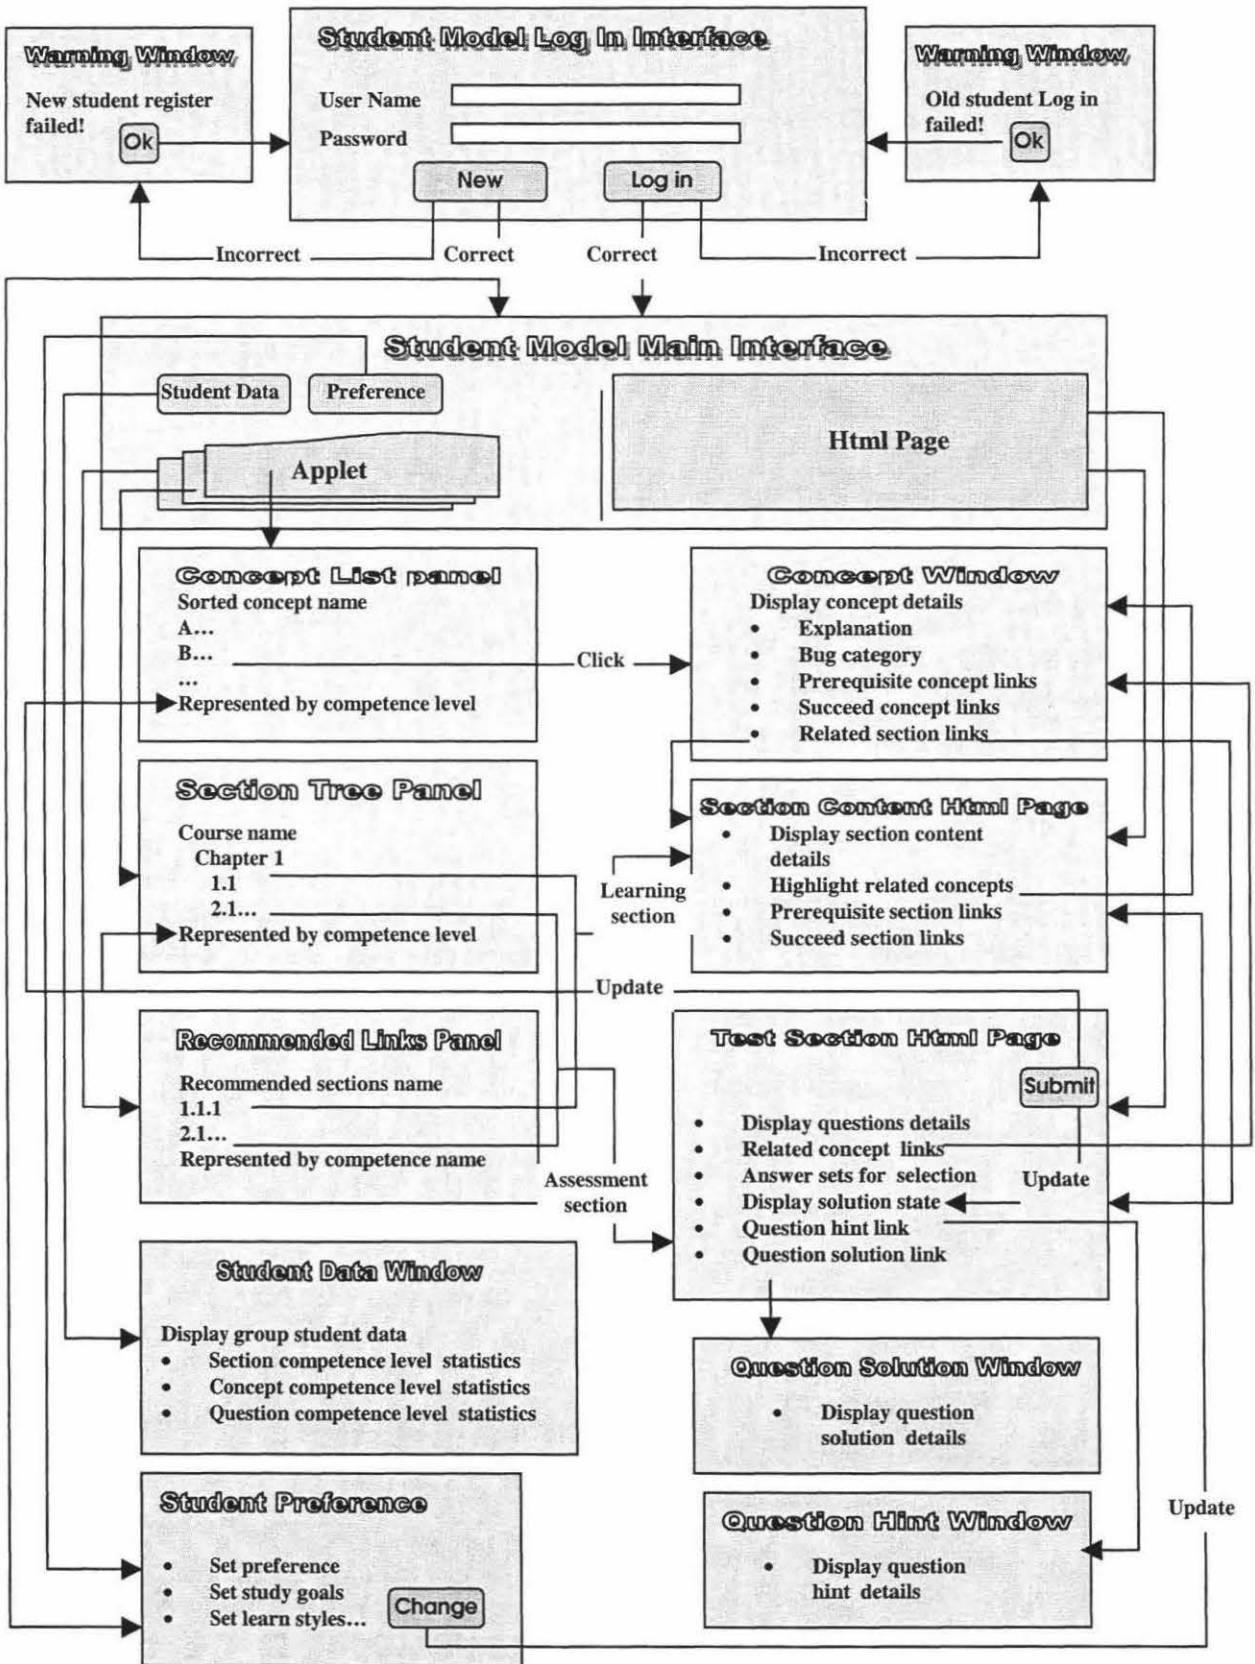 Warning Window
New student register
failed!
Ok
Student Model Log In Interface
User Name
Password
New
Log in
Warning Window
Old student Log in
failed!
Ok
Incorrect
Correct
Correct
Incorrect
Student Model Main Interface
Student Data
Preference
Applet
Html Page
Concept List panel
Sorted concept name
A...
B...
...
Represented by competence level
Click
Concept Window
Display concept details
• Explanation
• Bug category
• Prerequisite concept links
• Succeed concept links
• Related section links
Section Tree Panel
Course name
Chapter 1
1.1
2.1...
Represented by competence level
Learning
section
Section Content Html Page
• Display section content
details
• Highlight related concepts
• Prerequisite section links
• Succeed section links
Update
Recommended Links Panel
Recommended sections name
1.1.1
2.1...
Represented by competence name
Assessment
section
Test Section Html Page
Submit
• Display questions details
• Related concept links
• Answer sets for selection
• Display solution state
• Question hint link
• Question solution link
Update
Student Data Window
Display group student data
• Section competence level statistics
• Concept competence level statistics
• Question competence level statistics
Question Solution Window
• Display question
solution details
Student Preference
• Set preference
• Set study goals
• Set learn styles...
Change
Question Hint Window
• Display question
hint details
Update